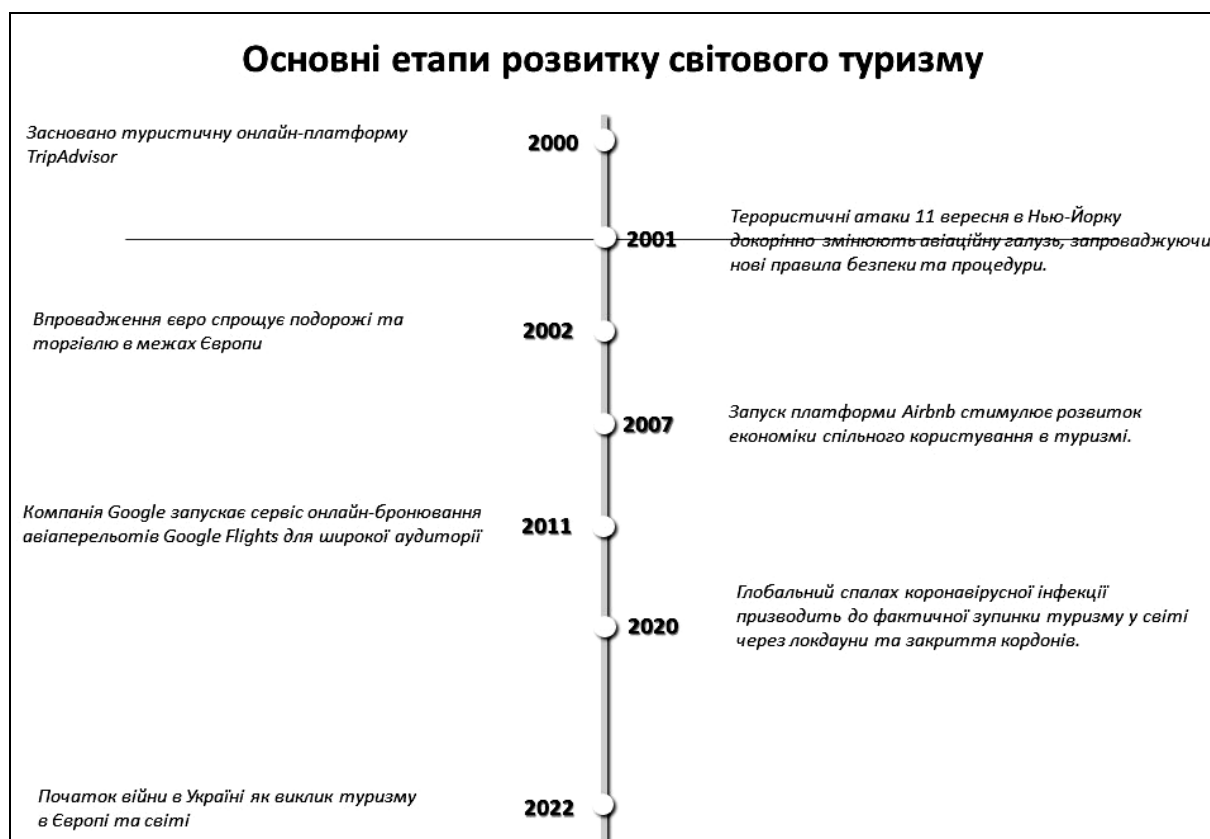 Основні етапи розвитку світового туризму
Засновано туристичну онлайн-платформу
TripAdvisor
2000
2001
Терористичні атаки 11 вересня в Нью-Йорку
докорінно змінюють авіаційну галузь, запроваджуючи
нові правила безпеки та процедури.
Впровадження євро спрощує подорожі та
торгівлю в межах Європи
2002
2007
Запуск платформи Airbnb стимулює розвиток
економіки спільного користування в туризмі.
Компанія Google запускає сервіс онлайн-бронювання
авіаперельотів Google Flights для широкої аудиторії
2011
2020
Глобальний спалах коронавірусної інфекції
призводить до фактичної зупинки туризму у світі
через локдауни та закриття кордонів.
Початок війни в Україні як виклик туризму
в Європі та світі
2022